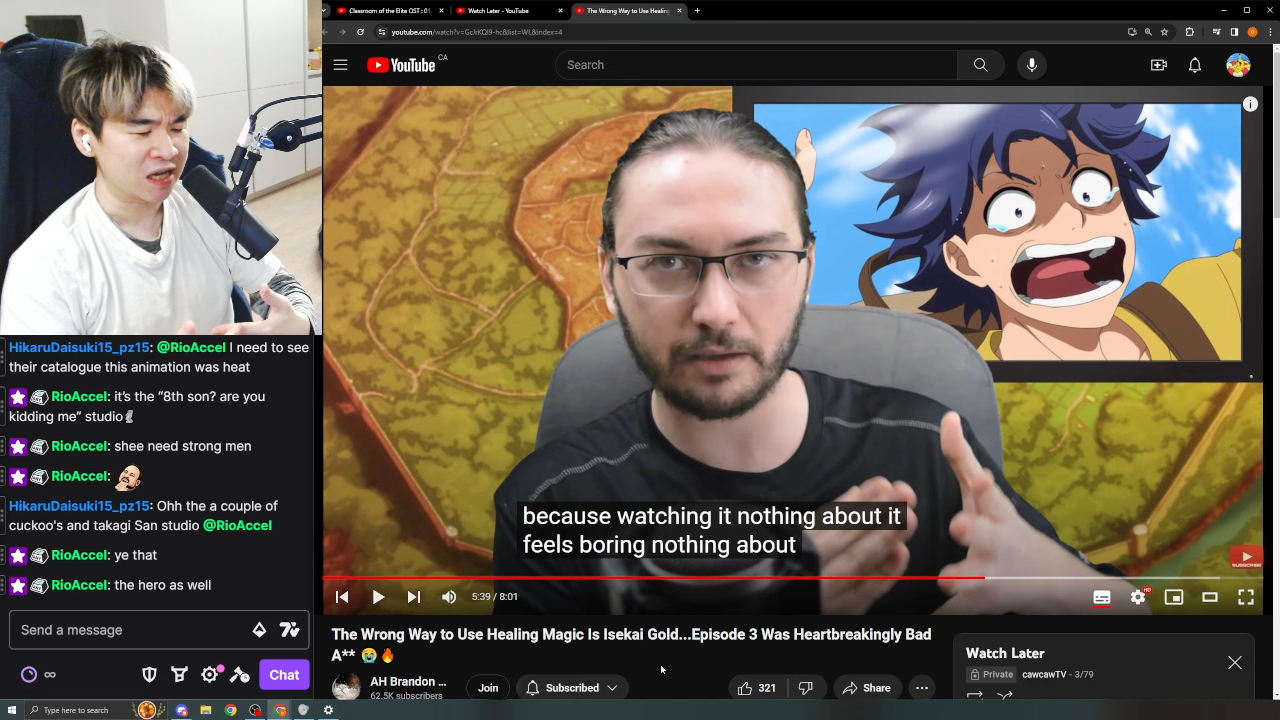 Classroom of the Elite OST : 01.
Watch Later - YouTube
The Wrong Way to Use Healing
youtube.com/watch?v=GcJrKQI9-hc&list=WL&index=4
YouTube CA
Search
HikaruDaisuki15_pz15: @RioAccel I need to see
their catalogue this animation was heat
RioAccel: it's the “8th son? are you
kidding me” studio
RioAccel: shee need strong men
RioAccel:
HikaruDaisuki15_pz15: Ohh the a couple of
cuckoo's and takagi San studio @RioAccel
RioAccel: ye that
RioAccel: the hero as well
Send a message
Chat
because watching it nothing about it
feels boring nothing about
SUBSCRIBE
5:39 / 8:01
HD
The Wrong Way to Use Healing Magic Is Isekai Gold...Episode 3 Was Heartbreakingly Bad
A** 😭🔥
AH Brandon ...
62.5K subscribers
Join
Subscribed
321
Share
Watch Later
Private
cawcawTV - 3/79
Type here to search